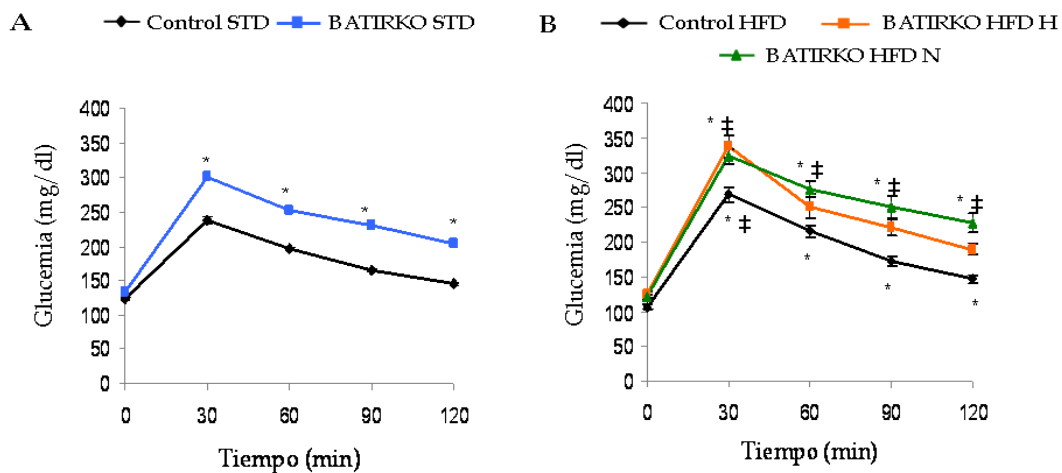 A
Control STD
BATIRKO STD
Glucemia (mg/dl)
400
350
300
250
200
150
100
50
0
*
*
*
*
0 30 60 90 120
Tiempo (min)
B
Control HFD
BATIRKO HFD H
BATIRKO HFD N
Glucemia (mg/dl)
400
350
300
250
200
150
100
50
0
* ‡
* ‡
* ‡
* ‡
* ‡
*
*
*
0 30 60 90 120
Tiempo (min)